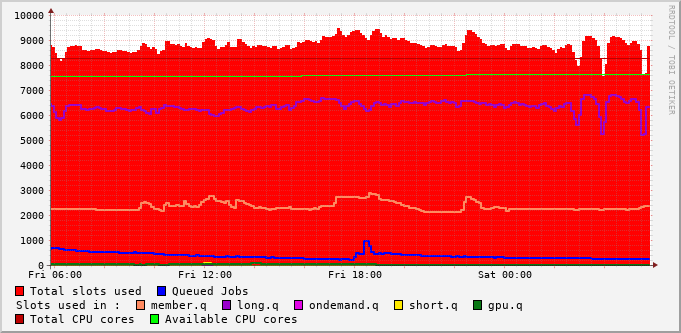 10000
9000
8000
7000
6000
5000
4000
3000
2000
1000
0
Fri 06:00 Fri 12:00 Fri 18:00 Sat 00:00
Total slots used Queued Jobs
Slots used in : member.q long.q ondemand.q short.q gpu.q
Total CPU cores Available CPU cores
RRDTOOL / TOBI OETIKER